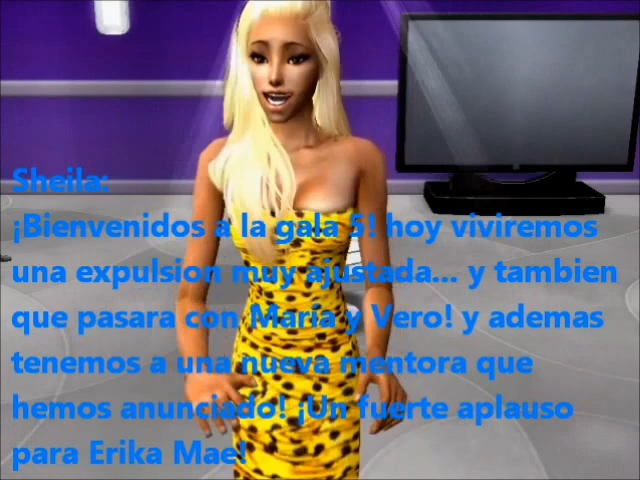 Sheila:
¡Bienvenidos a la gala 5! hoy viviremos
una expulsion muy ajustada... y tambien
que pasara con Maria y Vero! y ademas
tenemos a una nueva mentora que
hemos anunciado! ¡Un fuerte aplauso
para Erika Mae!